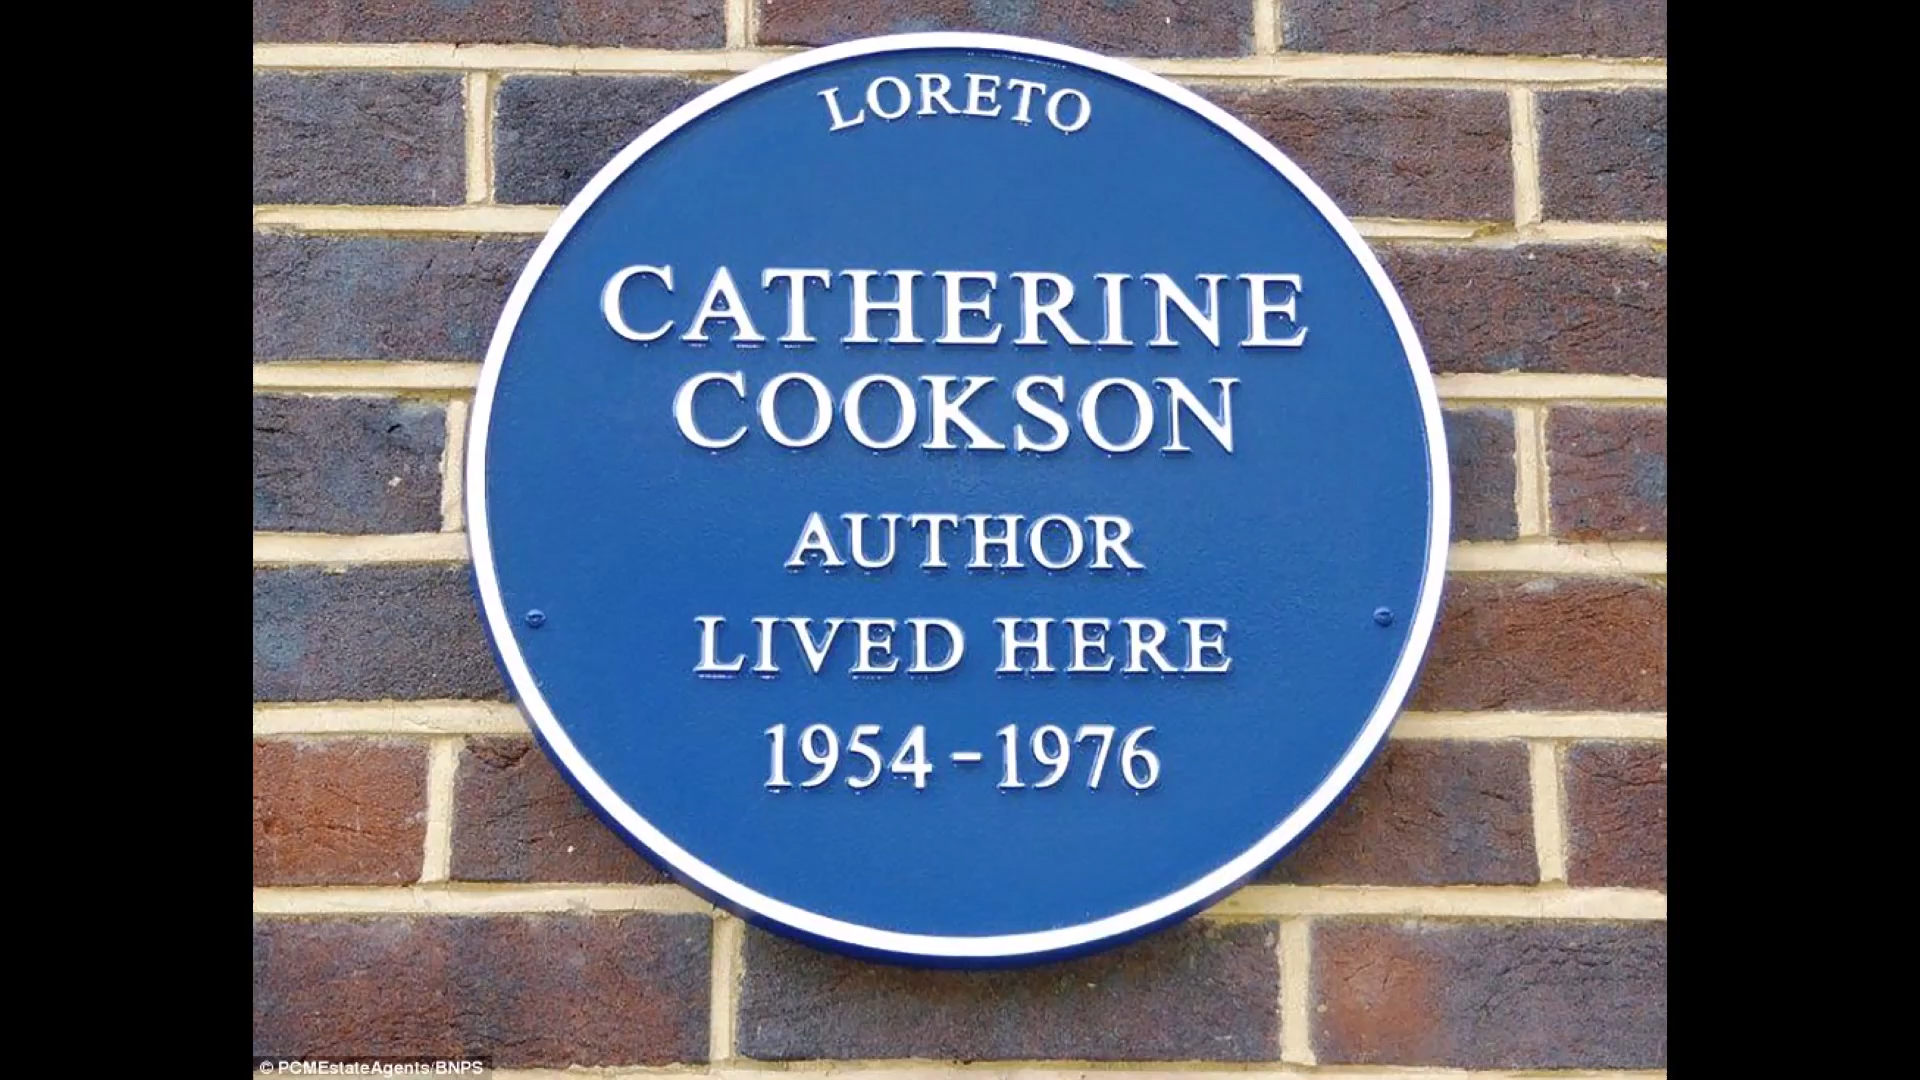 LORETO
CATHERINE
COOKSON
AUTHOR
LIVED HERE
1954-1976
© PCMEstateAgents/BNPS